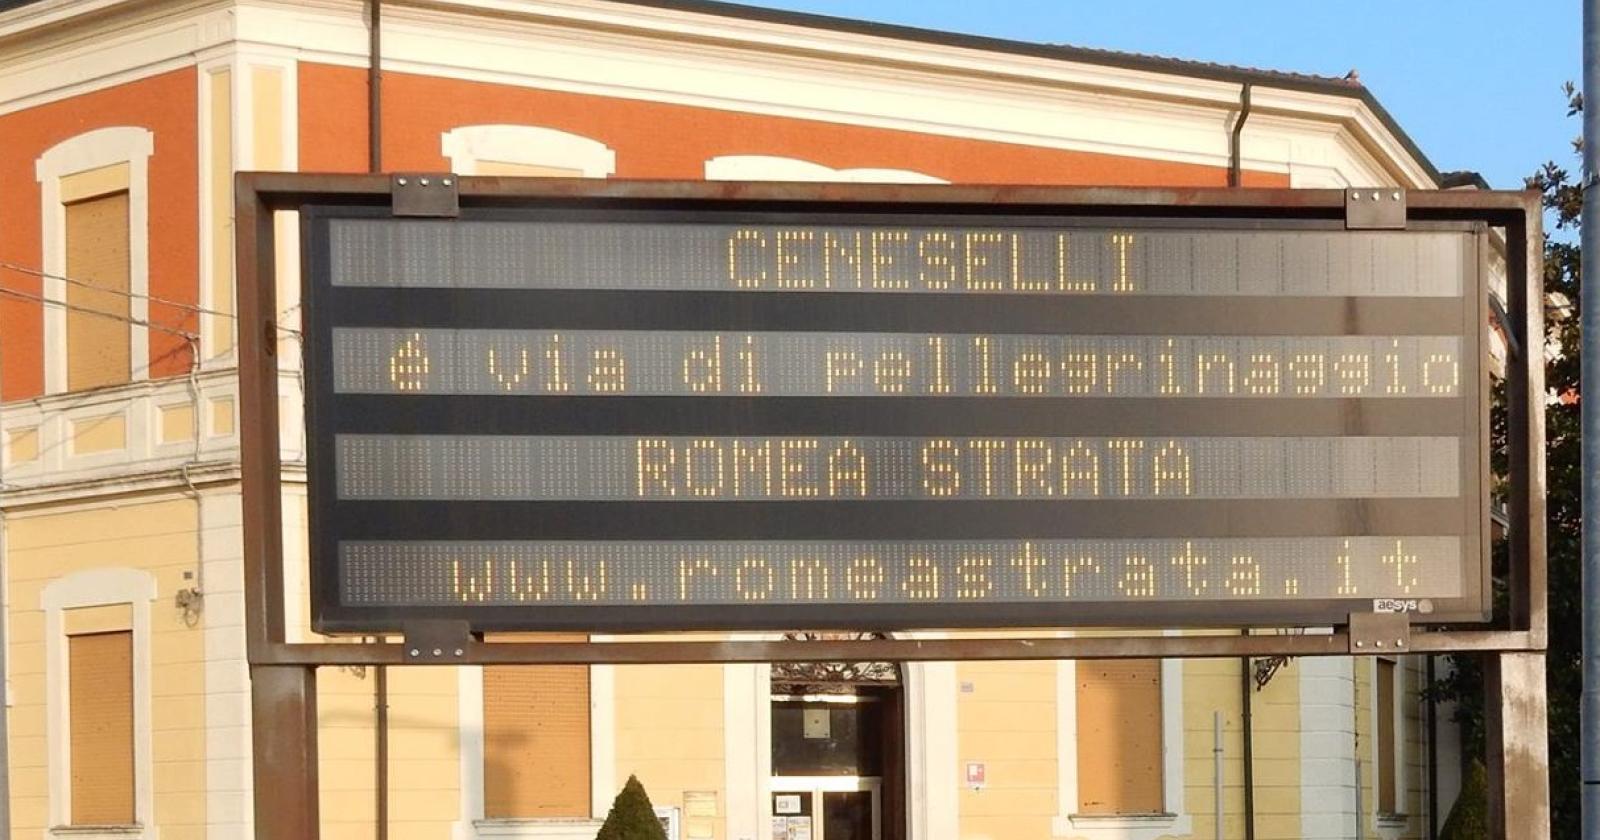 CENESELLI
é via di pellegrinaggio
ROMEA STRATA
www.romeastrata.it
aesys